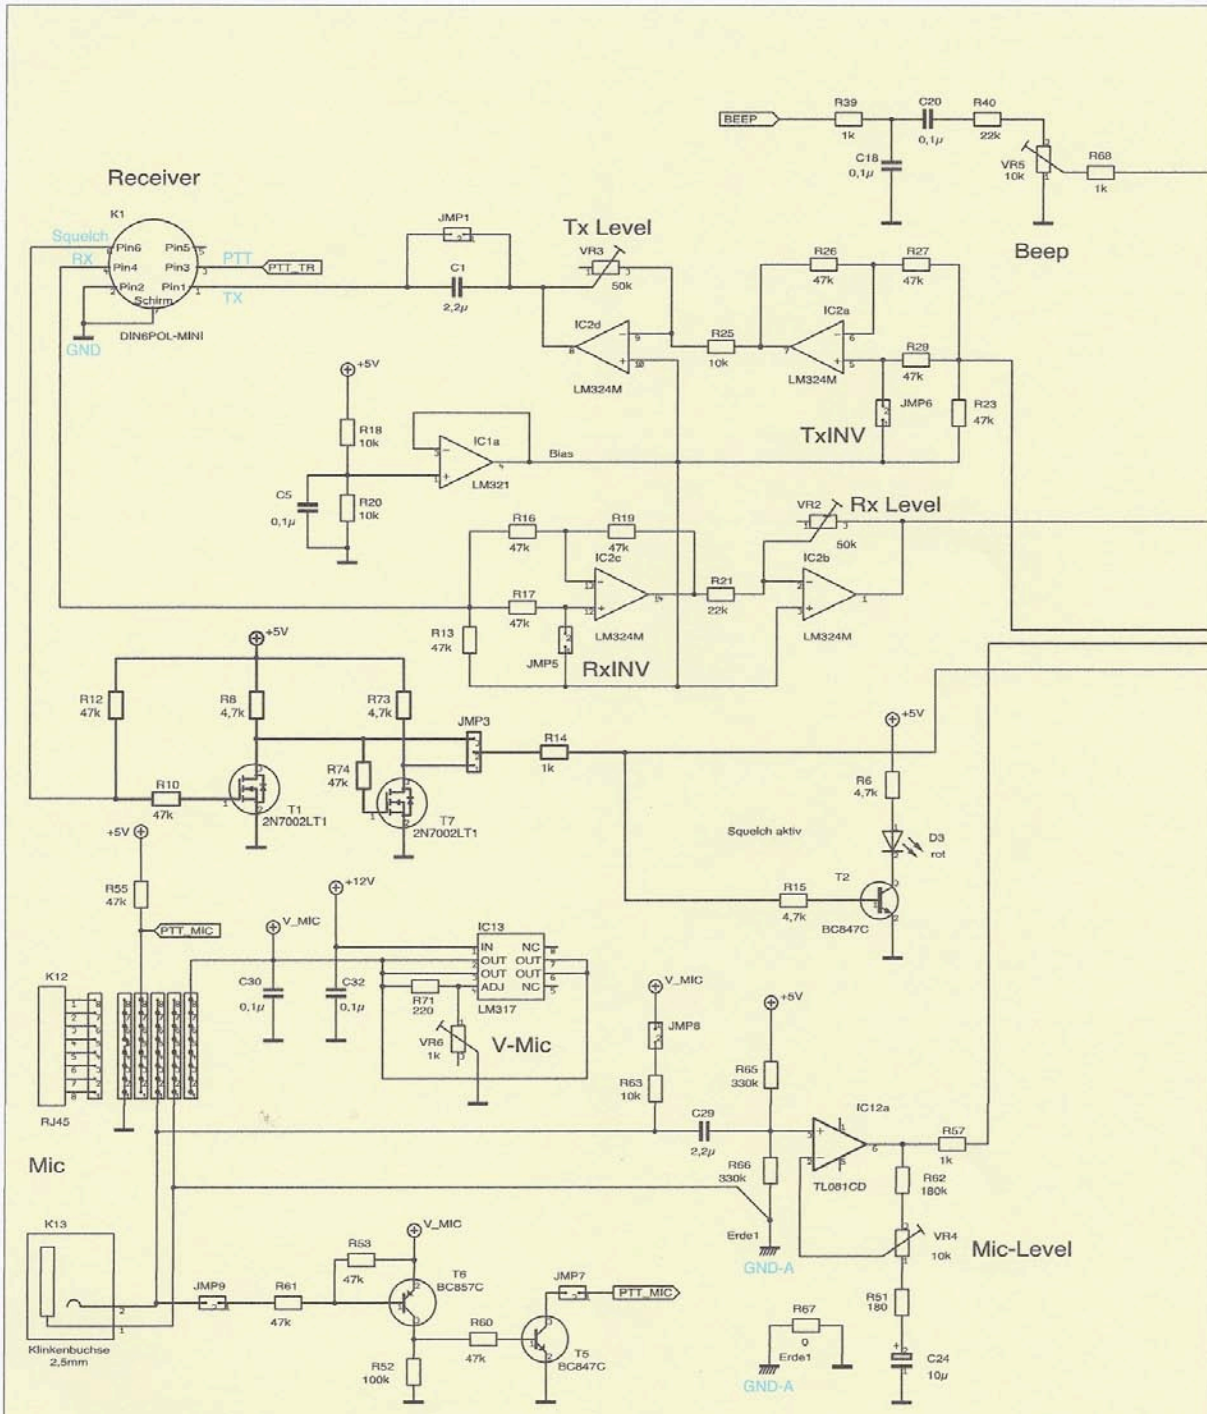 BEEP
R39
1k
C20
0,1µ
R40
22k
C18
0,1µ
VR5
10k
R68
1k
Beep
Receiver
K1
Squelch
RX
Pin6
Pin5
Pin4
Pin3
Pin2
Pin1
Schirm
PTT
PTT_TR
TX
GND
DIN6POL-MINI
JMP1
C1
2,2µ
Tx Level
VR3
50k
IC2d
LM324M
R25
10k
R26
47k
R27
47k
IC2a
LM324M
R29
47k
JMP6
R23
47k
TxINV
+5V
R18
10k
C5
0,1µ
R20
10k
IC1a
LM321
Bias
R16
47k
R19
47k
IC2c
LM324M
R17
47k
R13
47k
JMP5
RxINV
R21
22k
VR2
50k
Rx Level
IC2b
LM324M
+5V
R12
47k
R8
4,7k
R73
4,7k
R74
47k
R10
47k
T1
2N7002LT1
T7
2N7002LT1
JMP3
R14
1k
+5V
R6
4,7k
D3
rot
Squelch aktiv
T2
BC847C
R15
4,7k
+5V
R55
47k
PTT_MIC
K12
1
2
3
4
5
6
7
8
RJ45
Mic
V_MIC
C30
0,1µ
+12V
C32
0,1µ
IC13
IN
NC
OUT
OUT
OUT
OUT
ADJ
NC
LM317
R71
220
VR6
1k
V-Mic
V_MIC
JMP8
R63
10k
C29
2,2µ
+5V
R65
330k
R66
330k
IC12a
TL081CD
R57
1k
R62
180k
VR4
10k
Mic-Level
R51
180
C24
10µ
Erde1
GND-A
R67
0
Erde1
GND-A
K13
Klinkenbuchse
2,5mm
JMP9
R61
47k
R53
47k
V_MIC
T6
BC857C
R52
100k
R60
47k
T5
BC847C
JMP7
PTT_MIC